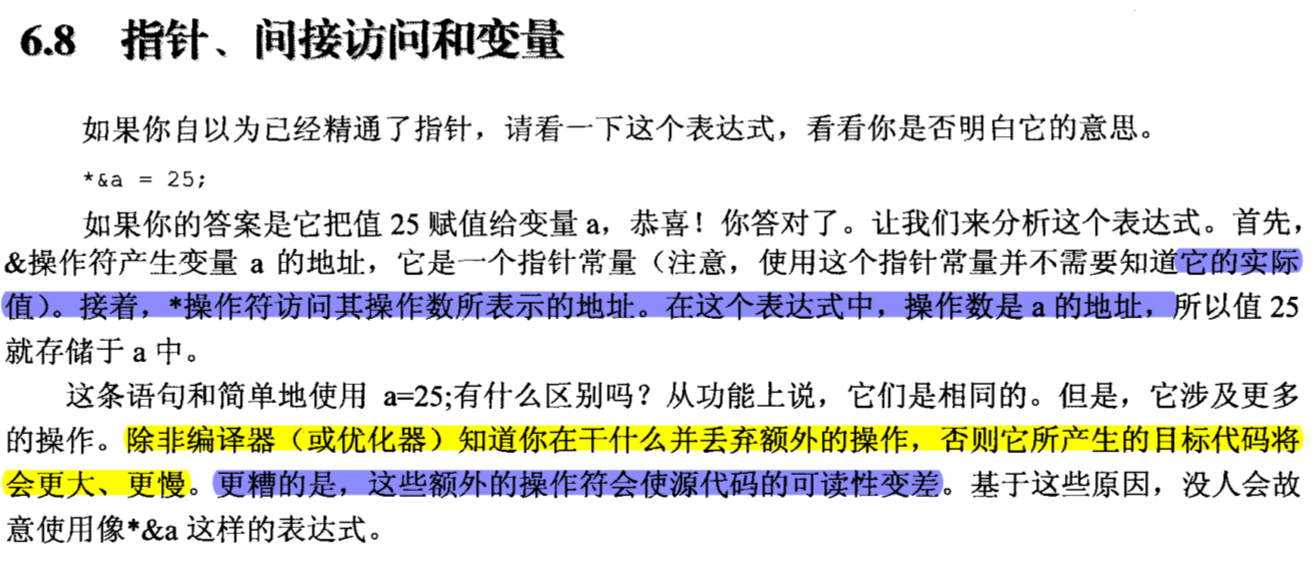 6.8 指针、间接访问和变量
如果你自以为已经精通了指针，请看一下这个表达式，看看你是否明白它的意思。
*&a = 25;
如果你的答案是它把值 25 赋值给变量 a，恭喜！你答对了。让我们来分析这个表达式。首先，
&操作符产生变量 a 的地址，它是一个指针常量（注意，使用这个指针常量并不需要知道它的实际
值）。接着，*操作符访问其操作数所表示的地址。在这个表达式中，操作数是 a 的地址，所以值 25
就存储于 a 中。
这条语句和简单地使用 a=25;有什么区别吗？从功能上说，它们是相同的。但是，它涉及更多
的操作。除非编译器（或优化器）知道你在干什么并丢弃额外的操作，否则它所产生的目标代码将
会更大、更慢。更糟的是，这些额外的操作符会使源代码的可读性变差。基于这些原因，没人会故
意使用像*&a 这样的表达式。